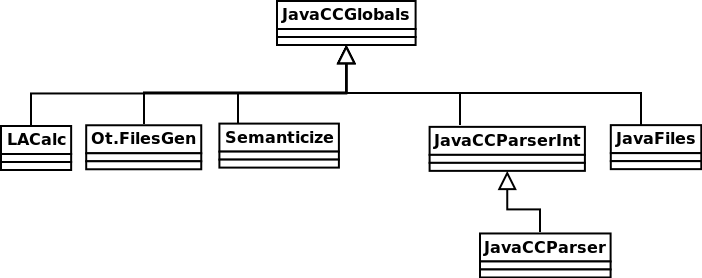 JavaCCGlobals
LACalc
Ot.FilesGen
Semanticize
JavaCCParserInt
JavaFiles
JavaCCParser